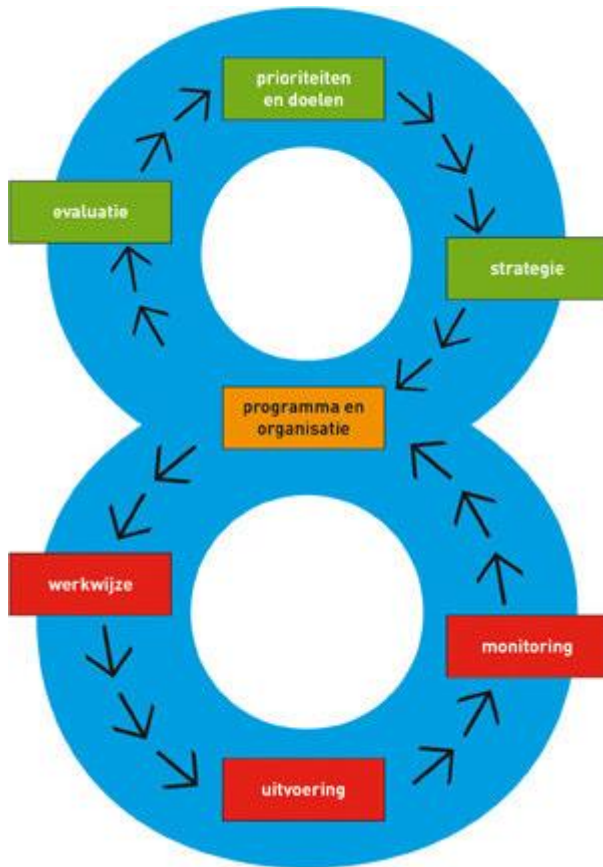 prioriteiten
en doelen
evaluatie
strategie
programma en
organisatie
werkwijze
monitoring
uitvoering